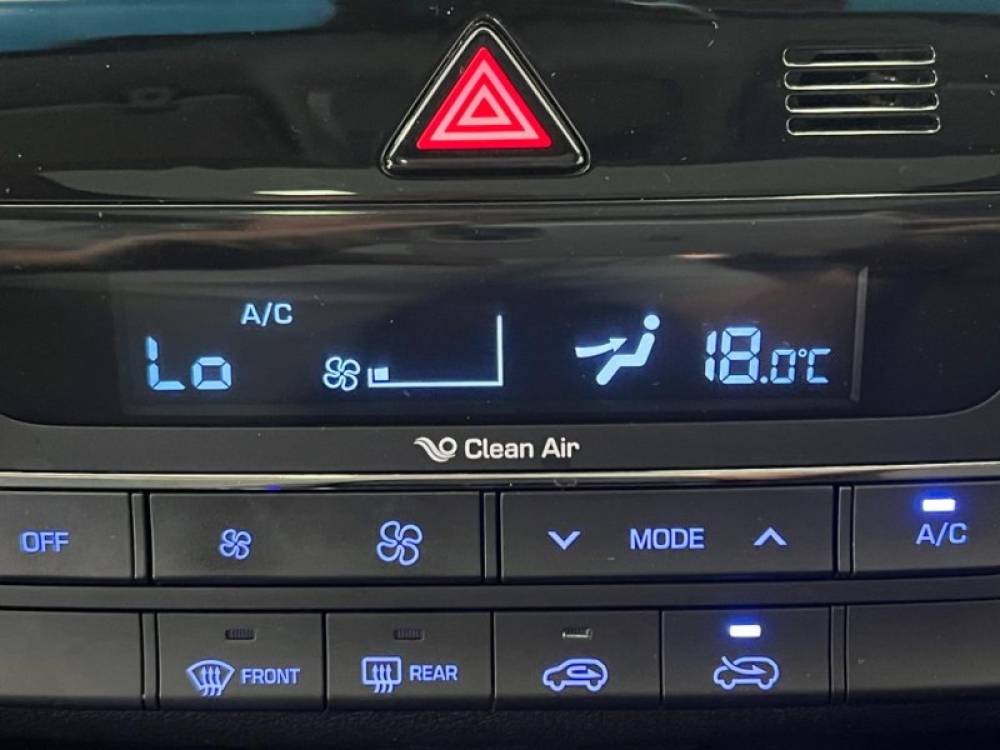 A/C
Lo
18.0°C
Clean Air
OFF
MODE
A/C
FRONT
REAR